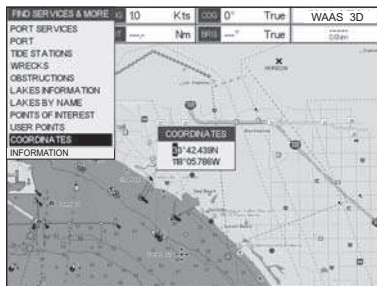 FIND SERVICES & MORE
10 Kts COG 0° True WAAS 3D
PORT SERVICES
PORT
TIDE STATIONS
WRECKS
OBSTRUCTIONS
LAKES INFORMATION
LAKES BY NAME
POINTS OF INTEREST
USER POINTS
COORDINATES
INFORMATION
---.- Nm BRG ---° True
COORDINATES
33°42.439N
118°05.786W